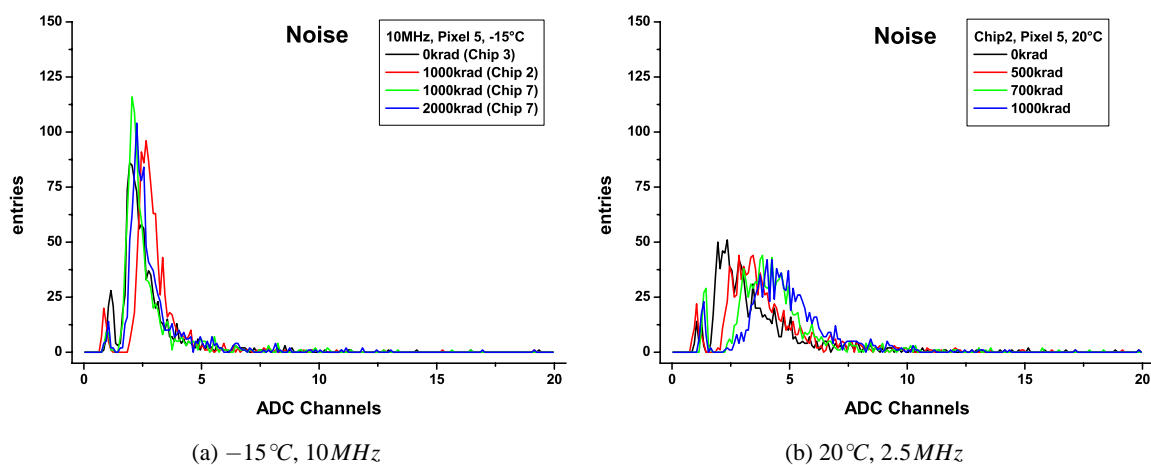 Noise
10MHz, Pixel 5, -15°C
0krad (Chip 3)
1000krad (Chip 2)
1000krad (Chip 7)
2000krad (Chip 7)
150
125
100
75
50
25
0
entries
0
5
10
15
20
ADC Channels
(a) −15°C, 10MHz
Noise
Chip2, Pixel 5, 20°C
0krad
500krad
700krad
1000krad
150
125
100
75
50
25
0
entries
0
5
10
15
20
ADC Channels
(b) 20°C, 2.5MHz